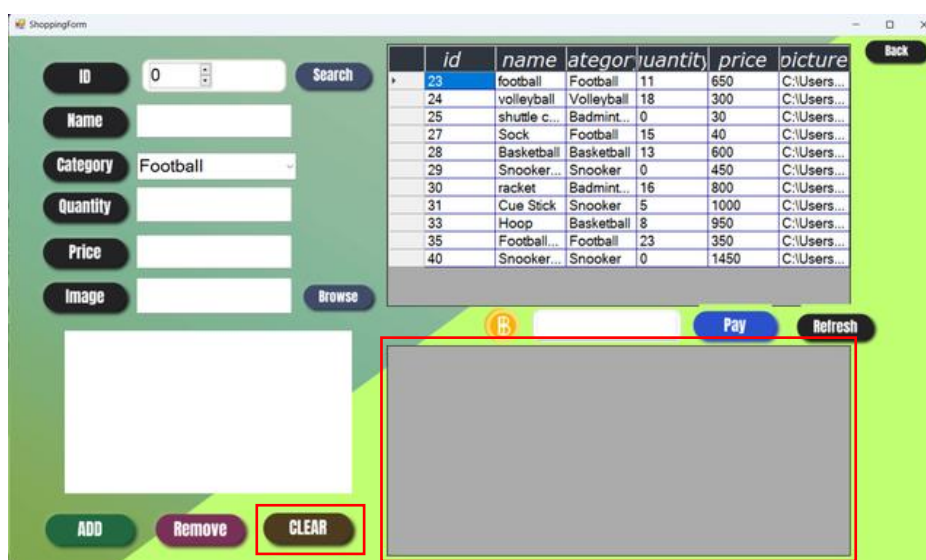 ShoppingForm
Back
ID 0 Search
Name
Category Football
Quantity
Price
Image Browse
id name ategor uantity price picture
23 football Football 11 650 C:\Users...
24 volleyball Volleyball 18 300 C:\Users...
25 shuttle c... Badmint... 0 30 C:\Users...
27 Sock Football 15 40 C:\Users...
28 Basketball Basketball 13 600 C:\Users...
29 Snooker... Snooker 0 450 C:\Users...
30 racket Badmint... 16 800 C:\Users...
31 Cue Stick Snooker 5 1000 C:\Users...
33 Hoop Basketball 8 950 C:\Users...
35 Football... Football 23 350 C:\Users...
40 Snooker... Snooker 0 1450 C:\Users...
Pay Refresh
ADD Remove CLEAR